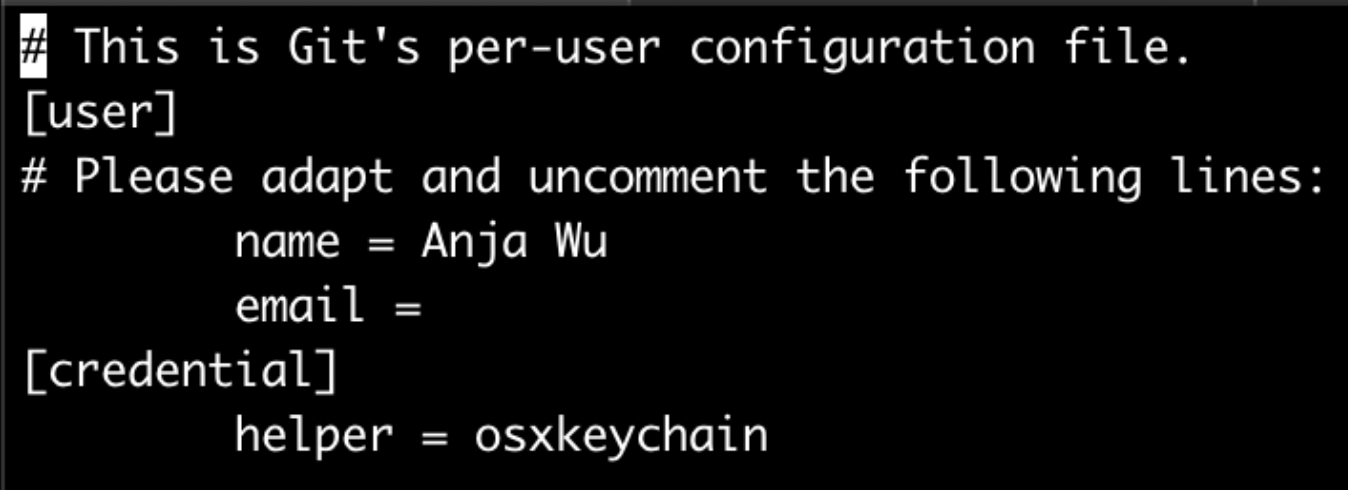 # This is Git's per-user configuration file.
[user]
# Please adapt and uncomment the following lines:
        name = Anja Wu
        email =
[credential]
        helper = osxkeychain